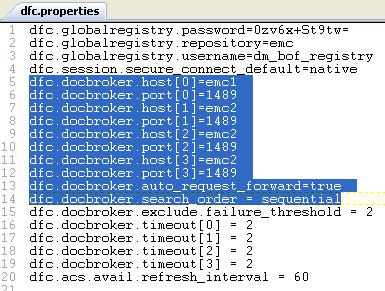 dfc.properties
1 dfc.globalregistry.password=0zv6x+St9tw=
2 dfc.globalregistry.repository=emc
3 dfc.globalregistry.username=dm_bof_registry
4 dfc.session.secure_connect_default=native
5 dfc.docbroker.host[0]=emc1
6 dfc.docbroker.port[0]=1489
7 dfc.docbroker.host[1]=emc2
8 dfc.docbroker.port[1]=1489
9 dfc.docbroker.host[2]=emc2
10 dfc.docbroker.port[2]=1489
11 dfc.docbroker.host[3]=emc2
12 dfc.docbroker.port[3]=1489
13 dfc.docbroker.auto_request_forward=true
14 dfc.docbroker.search_order = sequential
15 dfc.docbroker.exclude.failure_threshold = 2
16 dfc.docbroker.timeout[0] = 2
17 dfc.docbroker.timeout[1] = 2
18 dfc.docbroker.timeout[2] = 2
19 dfc.docbroker.timeout[3] = 2
20 dfc.acs.avail.refresh_interval = 60
21